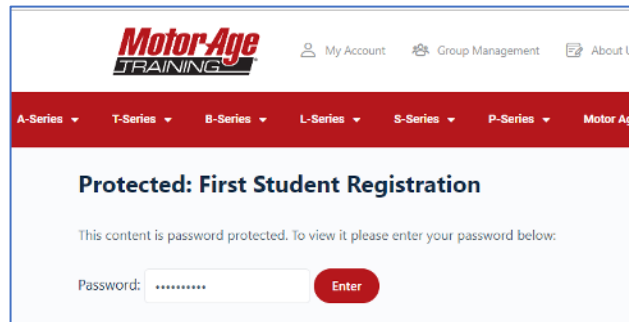 Motor Age
TRAINING
My Account Group Management About
A-Series T-Series B-Series L-Series S-Series P-Series Motor
Protected: First Student Registration
This content is password protected. To view it please enter your password below:
Password: •••••••••• Enter